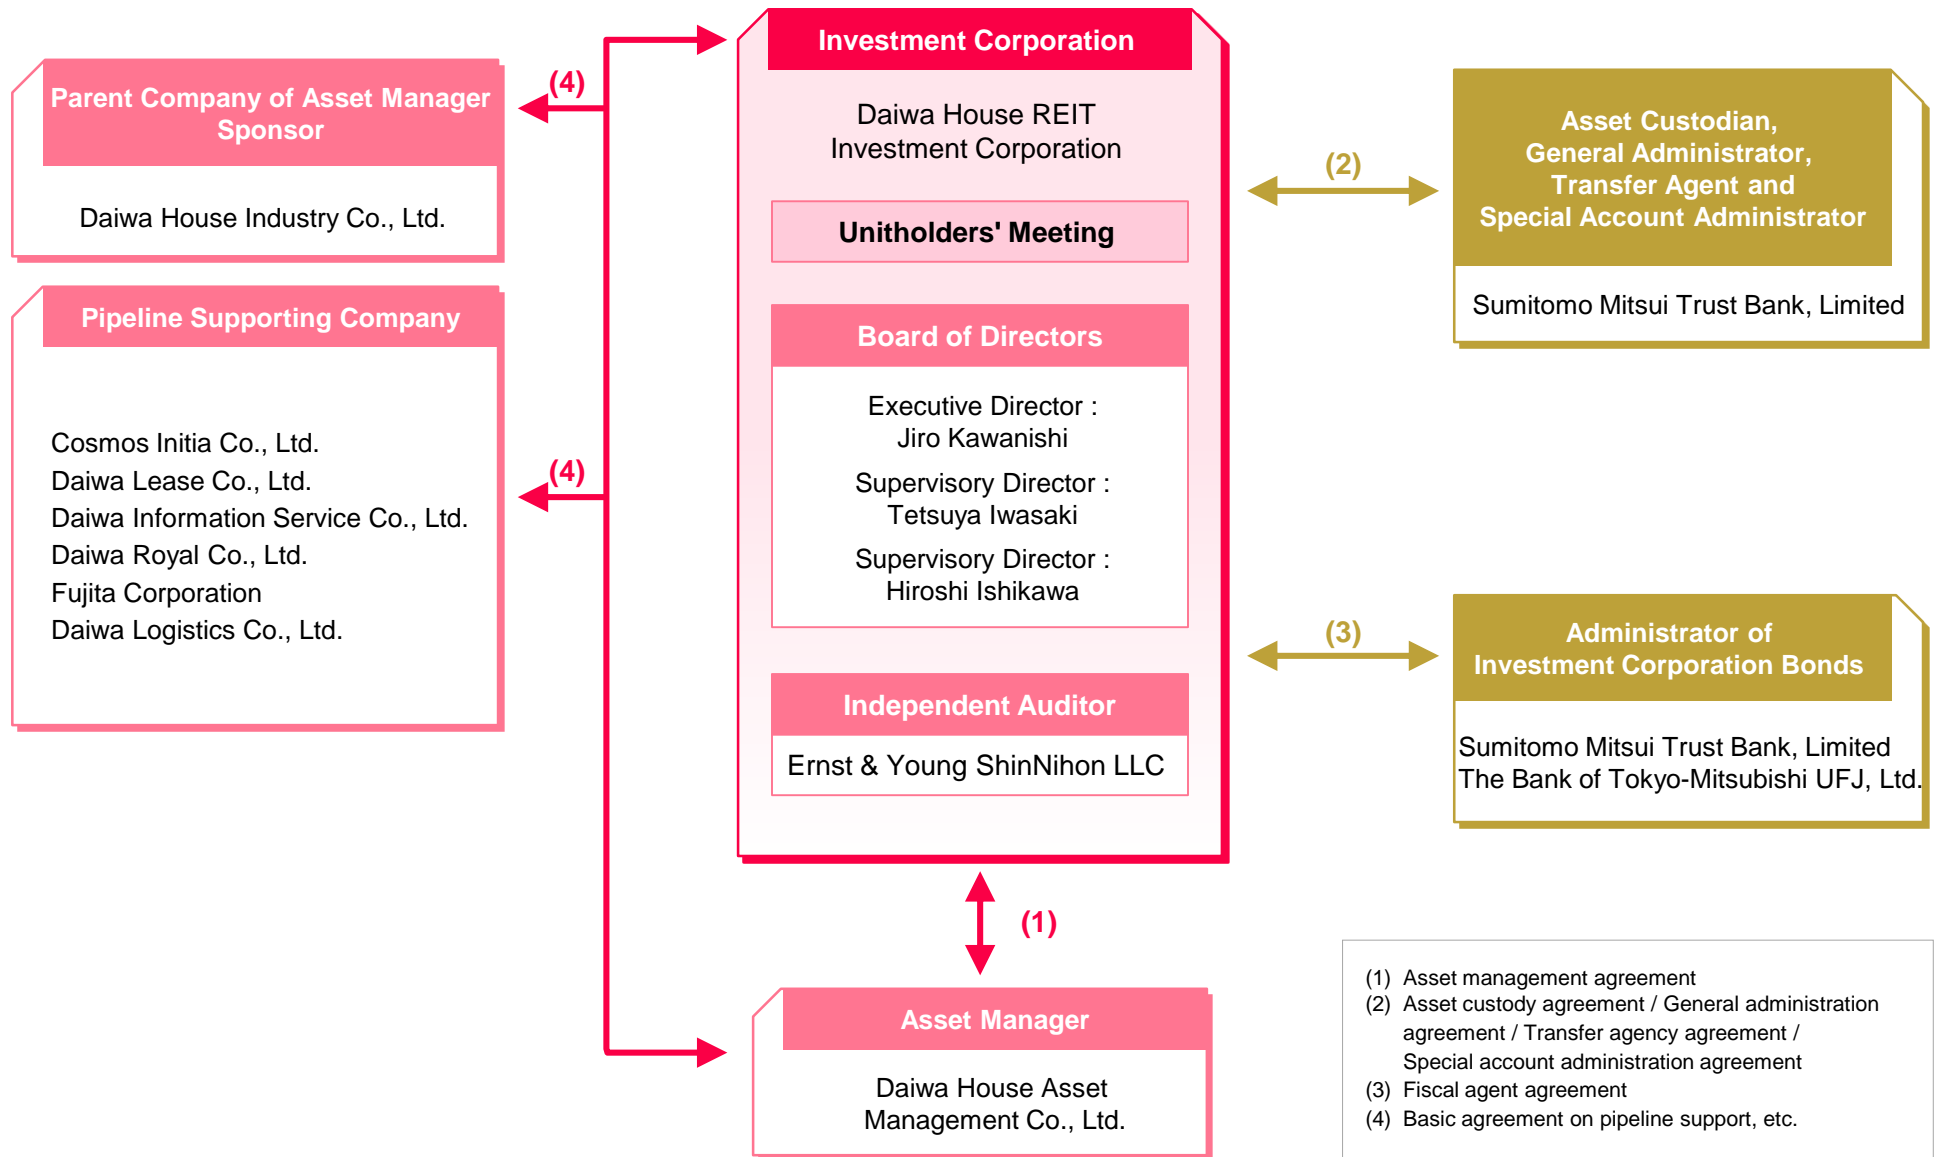 Parent Company of Asset Manager
Sponsor
Daiwa House Industry Co., Ltd.
(4)
Pipeline Supporting Company
Cosmos Initia Co., Ltd.
Daiwa Lease Co., Ltd.
Daiwa Information Service Co., Ltd.
Daiwa Royal Co., Ltd.
Fujita Corporation
Daiwa Logistics Co., Ltd.
(4)
Investment Corporation
Daiwa House REIT
Investment Corporation
Unitholders' Meeting
Board of Directors
Executive Director :
Jiro Kawanishi
Supervisory Director :
Tetsuya Iwasaki
Supervisory Director :
Hiroshi Ishikawa
Independent Auditor
Ernst & Young ShinNihon LLC
(1)
Asset Manager
Daiwa House Asset
Management Co., Ltd.
(2)
Asset Custodian,
General Administrator,
Transfer Agent and
Special Account Administrator
Sumitomo Mitsui Trust Bank, Limited
(3)
Administrator of
Investment Corporation Bonds
Sumitomo Mitsui Trust Bank, Limited
The Bank of Tokyo-Mitsubishi UFJ, Ltd.
(1) Asset management agreement
(2) Asset custody agreement / General administration
agreement / Transfer agency agreement /
Special account administration agreement
(3) Fiscal agent agreement
(4) Basic agreement on pipeline support, etc.